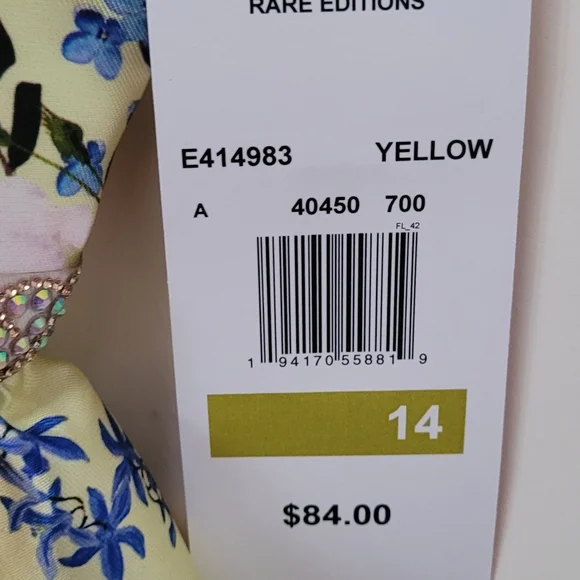 RARE EDITIONS
E414983 YELLOW
A 40450 700
FL_42
1 94170 55881 9
14
$84.00